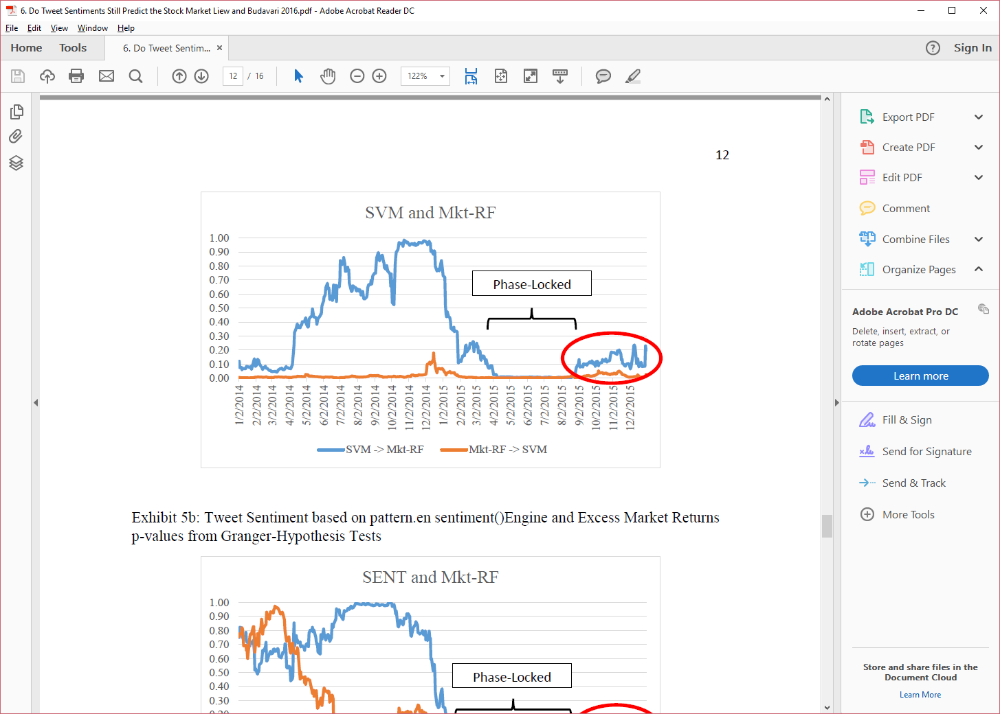 6. Do Tweet Sentiments Still Predict the Stock Market Liew and Budavari 2016.pdf - Adobe Acrobat Reader DC
File Edit View Window Help
Home Tools 6. Do Tweet Sentim... × Sign In
12 / 16 122%
12
SVM and Mkt-RF
1.00
0.90
0.80
0.70
0.60
0.50
0.40
0.30
0.20
0.10
0.00
Phase-Locked
1/2/2014
2/2/2014
3/2/2014
4/2/2014
5/2/2014
6/2/2014
7/2/2014
8/2/2014
9/2/2014
10/2/2014
11/2/2014
12/2/2014
1/2/2015
2/2/2015
3/2/2015
4/2/2015
5/2/2015
6/2/2015
7/2/2015
8/2/2015
9/2/2015
10/2/2015
11/2/2015
12/2/2015
SVM -> Mkt-RF Mkt-RF -> SVM
Exhibit 5b: Tweet Sentiment based on pattern.en sentiment()Engine and Excess Market Returns
p-values from Granger-Hypothesis Tests
SENT and Mkt-RF
1.00
0.90
0.80
0.70
0.60
0.50
0.40
0.30
0.20
Phase-Locked
Export PDF
Create PDF
Edit PDF
Comment
Combine Files
Organize Pages
Adobe Acrobat Pro DC
Delete, insert, extract, or
rotate pages
Learn more
Fill & Sign
Send for Signature
Send & Track
More Tools
Store and share files in the
Document Cloud
Learn More